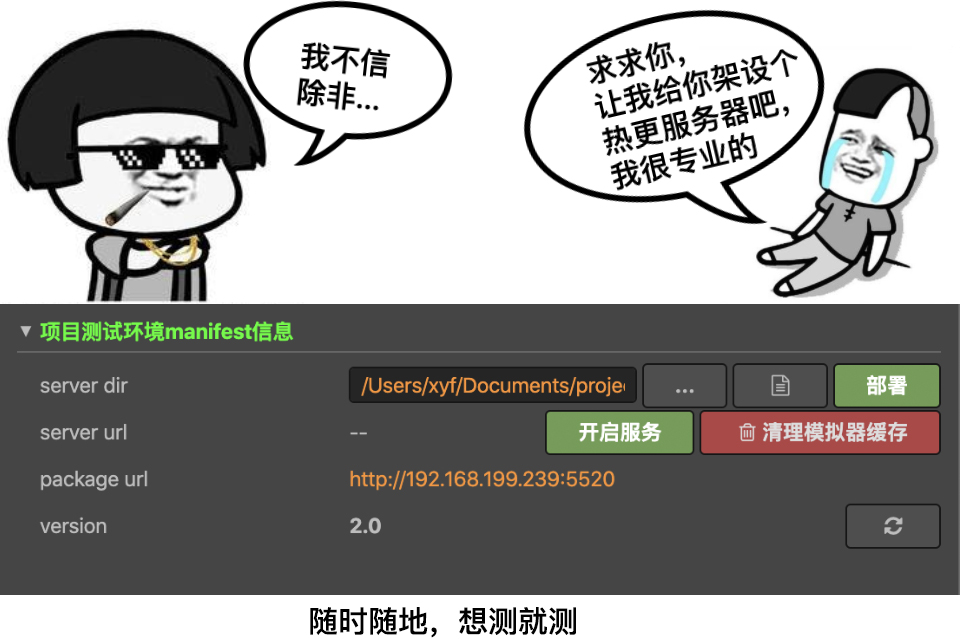 我不信
除非...
求求你，
让我给你架设个
热更服务器吧，
我很专业的
项目测试环境manifest信息
server dir /Users/xyf/Documents/proje ... 部署
server url -- 开启服务 清理模拟器缓存
package url http://192.168.199.239:5520
version 2.0
随时随地，想测就测